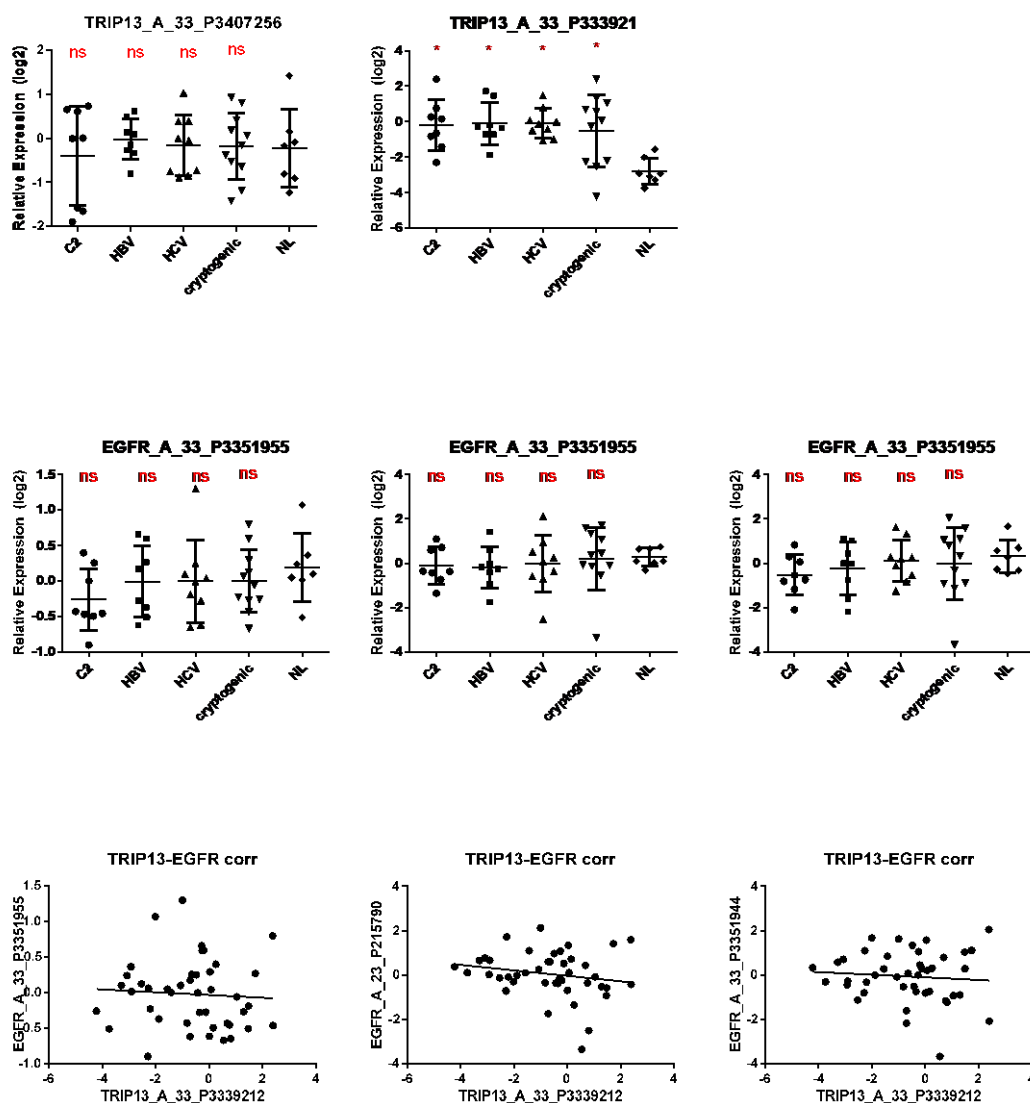 TRIP13_A_33_P3407256
ns ns ns ns
Relative Expression (log2)
2
1
0
-1
-2
C2 HBV HCV cryptogenic NL
TRIP13_A_33_P333921
* * * *
Relative Expression (log2)
4
2
0
-2
-4
-6
C2 HBV HCV cryptogenic NL
EGFR_A_33_P3351955
ns ns ns ns
Relative Expression (log2)
1.5
1.0
0.5
0.0
-0.5
-1.0
C2 HBV HCV cryptogenic NL
EGFR_A_33_P3351955
ns ns ns ns
Relative Expression (log2)
4
2
0
-2
-4
C2 HBV HCV cryptogenic NL
EGFR_A_33_P3351955
ns ns ns ns
Relative Expression (log2)
4
2
0
-2
-4
C2 HBV HCV cryptogenic NL
TRIP13-EGFR corr
EGFR_A_33_P3351955
1.5
1.0
0.5
0.0
-0.5
-1.0
-6 -4 -2 0 2 4
TRIP13_A_33_P3339212
TRIP13-EGFR corr
EGFR_A_23_P215790
4
2
0
-2
-4
-6 -4 -2 0 2 4
TRIP13_A_33_P3339212
TRIP13-EGFR corr
EGFR_A_33_P3351944
4
2
0
-2
-4
-6 -4 -2 0 2 4
TRIP13_A_33_P3339212